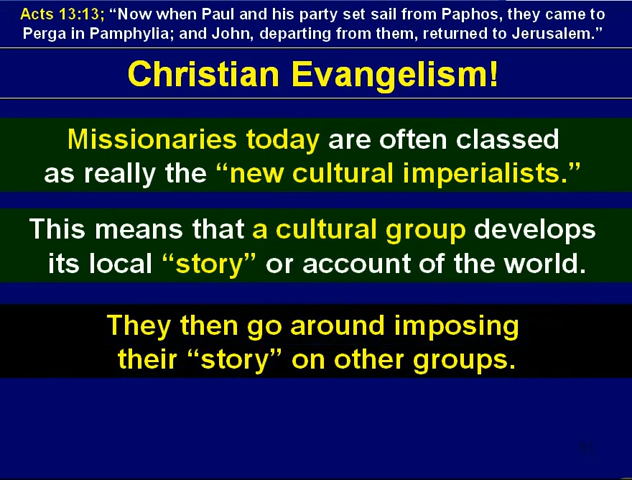 Acts 13:13; “Now when Paul and his party set sail from Paphos, they came to
Perga in Pamphylia; and John, departing from them, returned to Jerusalem.”
Christian Evangelism!
Missionaries today are often classed
as really the “new cultural imperialists.”
This means that a cultural group develops
its local “story” or account of the world.
They then go around imposing
their “story” on other groups.